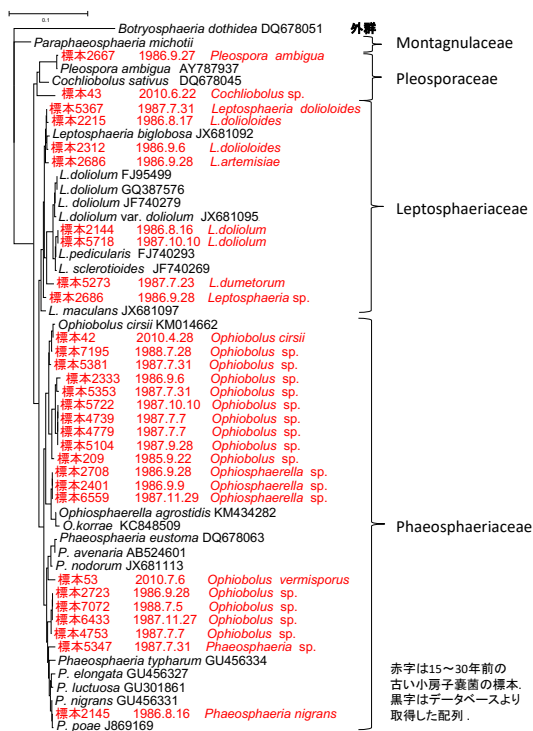 0.1
Botryosphaeria dothidea DQ678051 外群
Paraphaeosphaeria michotii
Montagnulaceae
標本2667 1986.9.27 Pleospora ambigua
Pleospora ambigua AY787937
Pleosporaceae
Cochliobolus sativus DQ678045
標本43 2010.6.22 Cochliobolus sp.
標本5367 1987.7.31 Leptosphaeria dolioloides
標本2215 1986.8.17 L.dolioloides
Leptosphaeria biglobosa JX681092
標本2312 1986.9.6 L.dolioloides
標本2686 1986.9.28 L.artemisiae
L.doliolum FJ95499
L.doliolum GQ387576
L. doliolum JF740279
Leptosphaeriaceae
L.doliolum var. doliolum JX681095
標本2144 1986.8.16 L.doliolum
標本5718 1987.10.10 L.doliolum
L.pedicularis FJ740293
L. sclerotioides JF740269
標本5273 1987.7.23 L.dumetorum
標本2686 1986.9.28 Leptosphaeria sp.
L. maculans JX681097
Ophiobolus cirsii KM014662
標本42 2010.4.28 Ophiobolus cirsii
標本7195 1988.7.28 Ophiobolus sp.
標本5381 1987.7.31 Ophiobolus sp.
標本2333 1986.9.6 Ophiobolus sp.
標本5353 1987.7.31 Ophiobolus sp.
標本5722 1987.10.10 Ophiobolus sp.
標本4739 1987.7.7 Ophiobolus sp.
標本4779 1987.7.7 Ophiobolus sp.
標本5104 1987.9.28 Ophiobolus sp.
標本209 1985.9.22 Ophiobolus sp.
標本2708 1986.9.28 Ophiosphaerella sp.
標本2401 1986.9.9 Ophiosphaerella sp.
標本6559 1987.11.29 Ophiosphaerella sp.
Ophiosphaerella agrostidis KM434282
O.korrae KC848509
Phaeosphaeriaceae
Phaeosphaeria eustoma DQ678063
P. avenaria AB524601
P. nodorum JX681113
標本53 2010.7.6 Ophiobolus vermisporus
標本2723 1986.9.28 Ophiobolus sp.
標本7072 1988.7.5 Ophiobolus sp.
標本6433 1987.11.27 Ophiobolus sp.
標本4753 1987.7.7 Ophiobolus sp.
標本5347 1987.7.31 Phaeosphaeria sp.
Phaeosphaeria typharum GU456334
P. elongata GU456327
P. luctuosa GU301861
P. nigrans GU456331
標本2145 1986.8.16 Phaeosphaeria nigrans
P. poae J869169
赤字は15～30年前の
古い小房子嚢菌の標本.
黒字はデータベースより
取得した配列 .